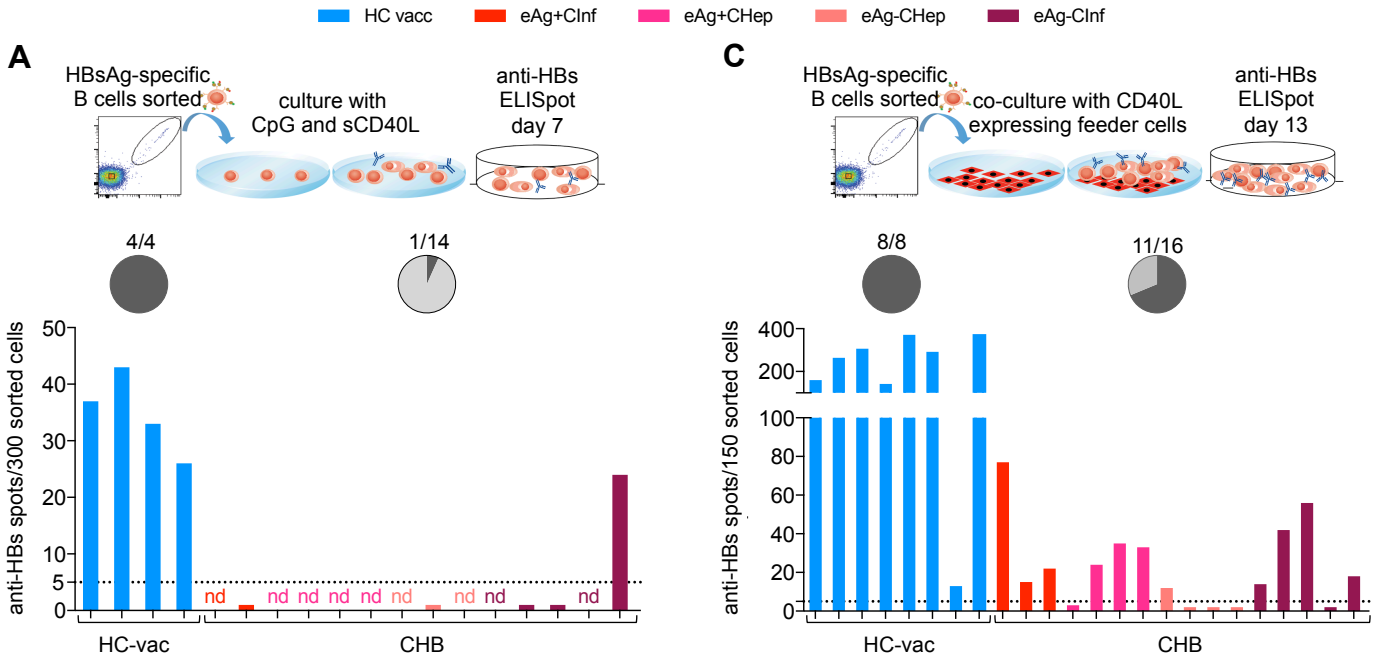 HC vacc eAg+CInf eAg+CHep eAg-CHep eAg-CInf
A
HBsAg-specific
B cells sorted
culture with
CpG and sCD40L
anti-HBs
ELISpot
day 7
4/4
1/14
anti-HBs spots/300 sorted cells
50
40
30
20
10
5
0
nd nd nd nd nd nd nd nd nd
HC-vac
CHB
C
HBsAg-specific
B cells sorted
co-culture with CD40L
expressing feeder cells
anti-HBs
ELISpot
day 13
8/8
11/16
anti-HBs spots/150 sorted cells
400
200
100
80
60
40
20
0
HC-vac
CHB